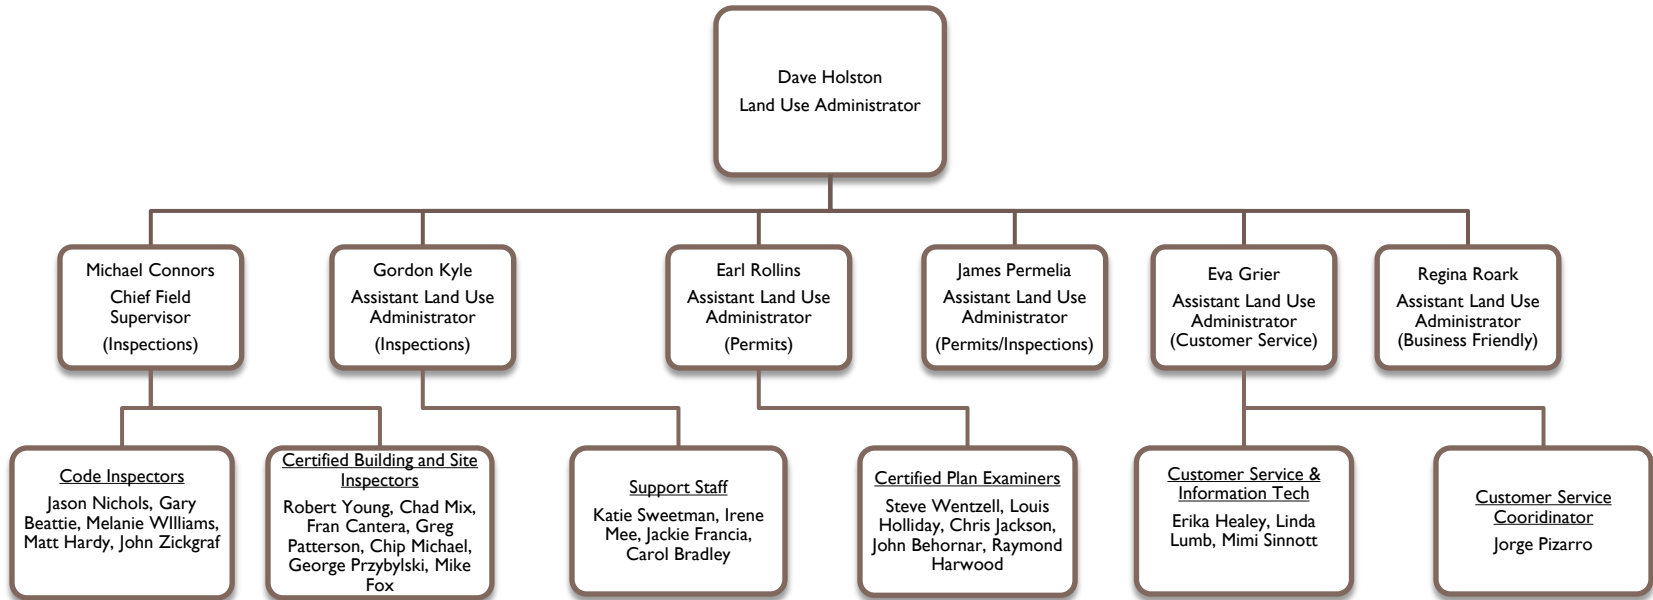 Dave Holston
Land Use Administrator
Michael Connors
Chief Field
Supervisor
(Inspections)
Gordon Kyle
Assistant Land Use
Administrator
(Inspections)
Earl Rollins
Assistant Land Use
Administrator
(Permits)
James Permelia
Assistant Land Use
Administrator
(Permits/Inspections)
Eva Grier
Assistant Land Use
Administrator
(Customer Service)
Regina Roark
Assistant Land Use
Administrator
(Business Friendly)
Code Inspectors
Jason Nichols, Gary
Beattie, Melanie WIlliams,
Matt Hardy, John Zickgraf
Certified Building and Site
Inspectors
Robert Young, Chad Mix,
Fran Cantera, Greg
Patterson, Chip Michael,
George Przybylski, Mike
Fox
Support Staff
Katie Sweetman, Irene
Mee, Jackie Francia,
Carol Bradley
Certified Plan Examiners
Steve Wentzell, Louis
Holliday, Chris Jackson,
John Behornar, Raymond
Harwood
Customer Service &
Information Tech
Erika Healey, Linda
Lumb, Mimi Sinnott
Customer Service
Cooridinator
Jorge Pizarro